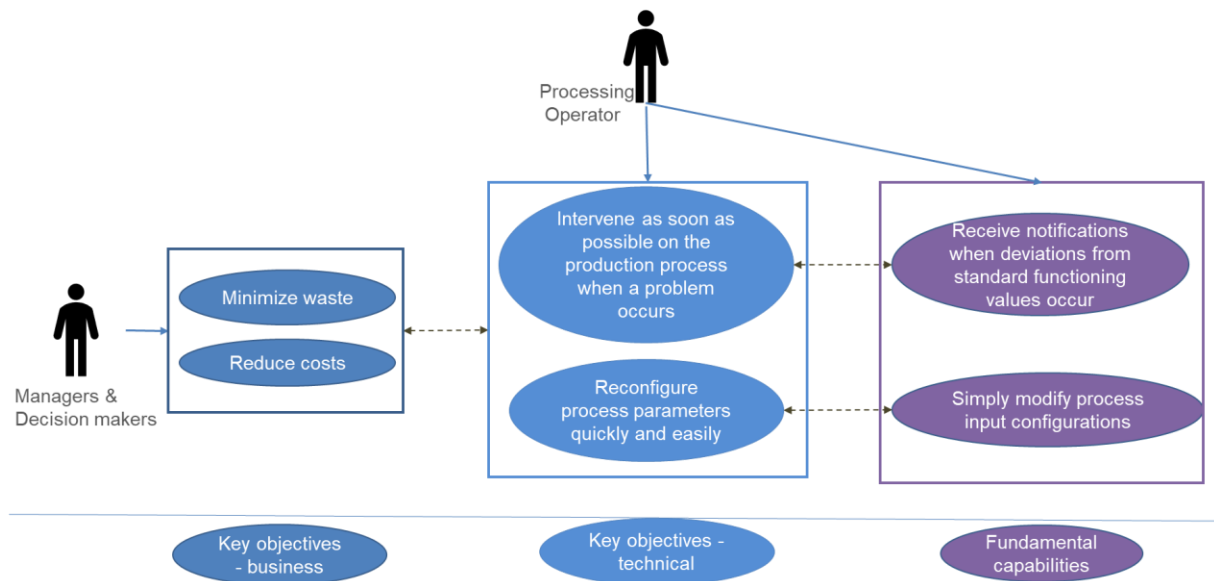 Processing
Operator
Intervene as soon as
possible on the
production process
when a problem
occurs
Receive notifications
when deviations from
standard functioning
values occur
Minimize waste
Reduce costs
Managers &
Decision makers
Reconfigure
process parameters
quickly and easily
Simply modify process
input configurations
Key objectives
- business
Key objectives -
technical
Fundamental
capabilities